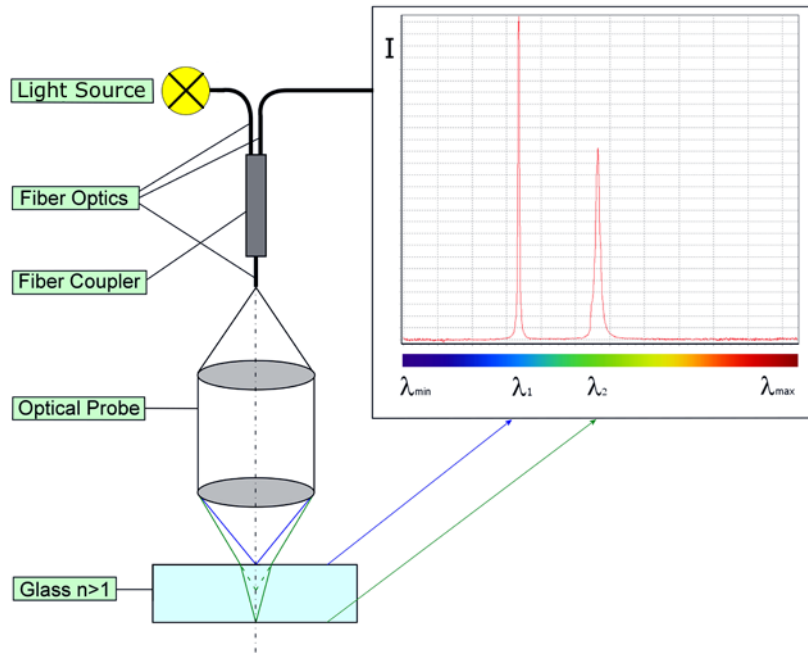 I
Light Source
Fiber Optics
Fiber Coupler
λmin λ1 λ2 λmax
Optical Probe
Glass n>1